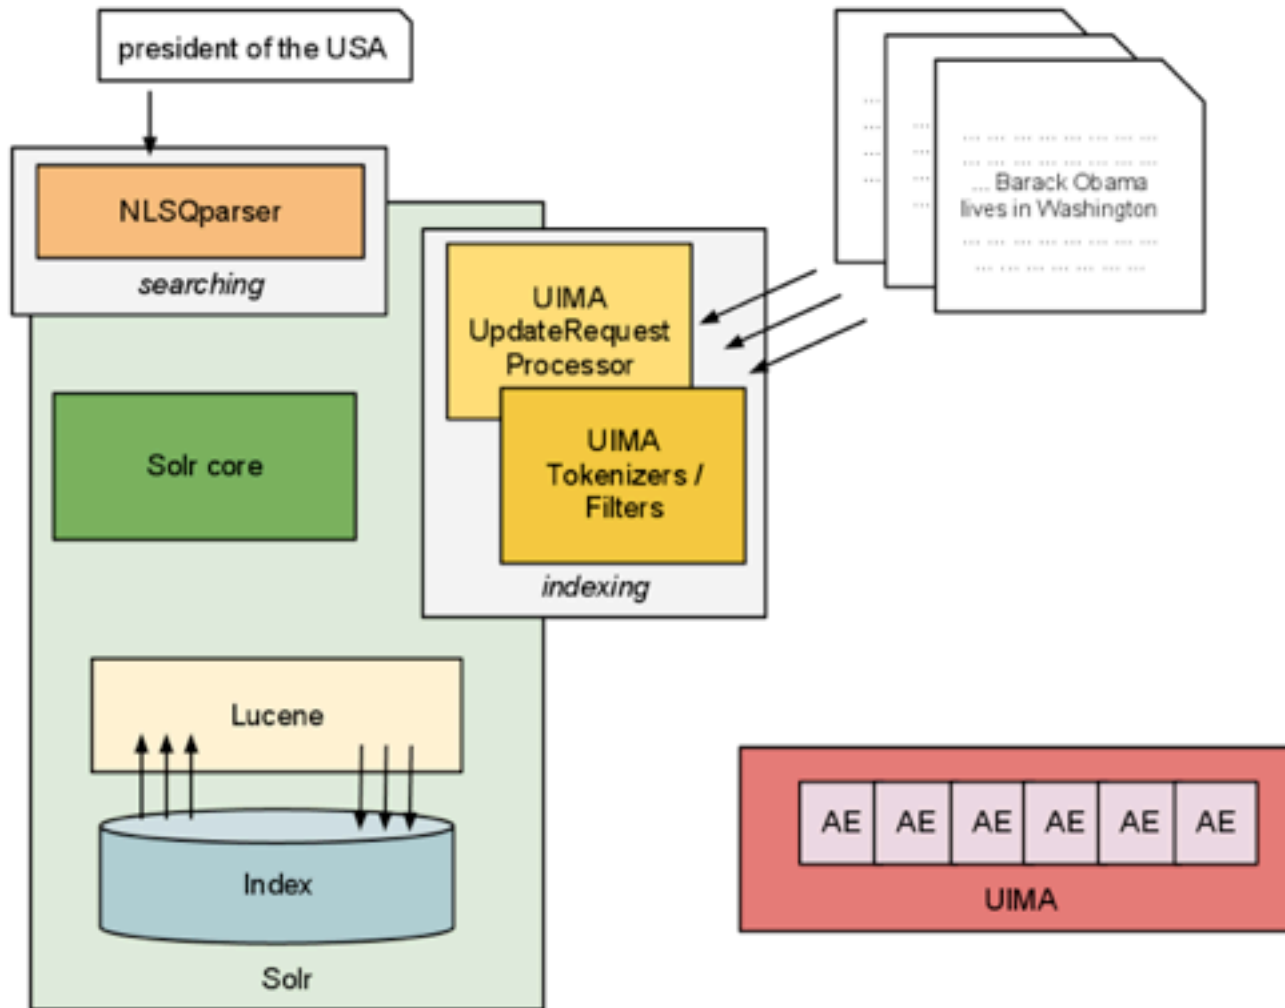 president of the USA
NLSQparser
searching
UIMA
UpdateRequest
Processor
UIMA
Tokenizers /
Filters
indexing
... Barack Obama
lives in Washington
Solr core
Lucene
Index
Solr
AE AE AE AE AE AE
UIMA